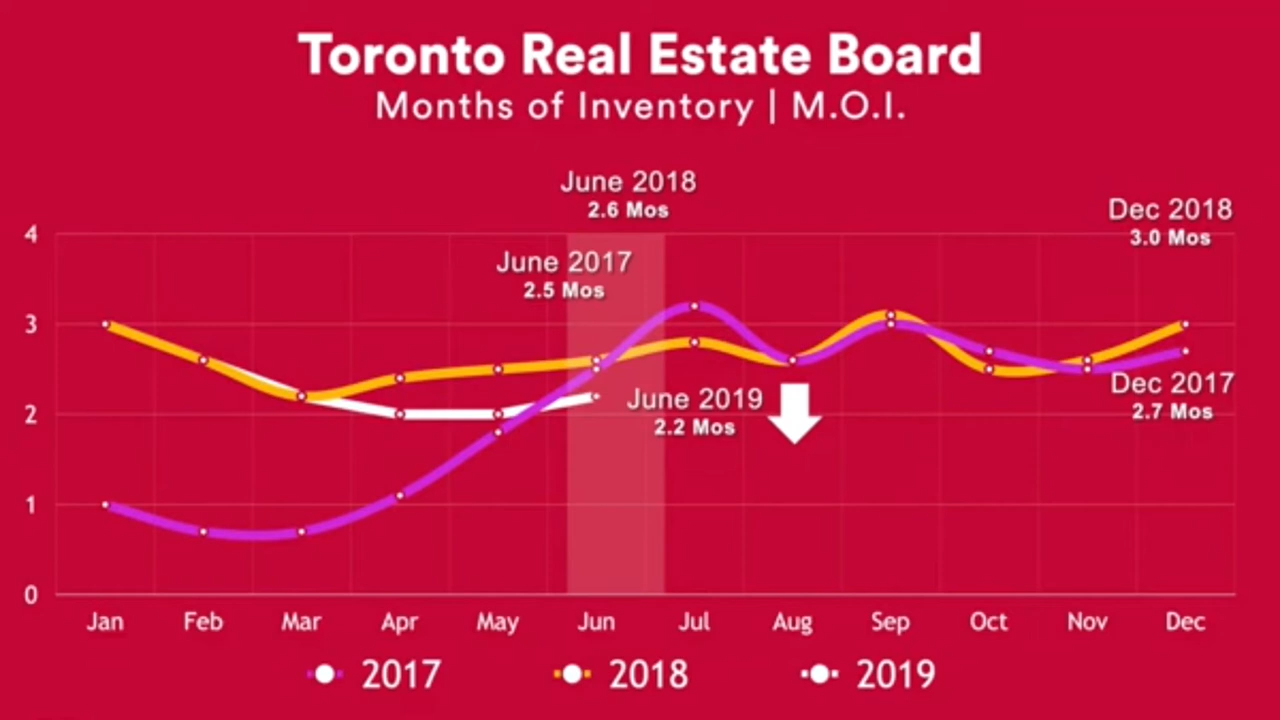 Toronto Real Estate Board
Months of Inventory | M.O.I.
June 2018
2.6 Mos
Dec 2018
3.0 Mos
June 2017
2.5 Mos
June 2019
2.2 Mos
Dec 2017
2.7 Mos
4
3
2
1
0
Jan Feb Mar Apr May Jun Jul Aug Sep Oct Nov Dec
2017 2018 2019